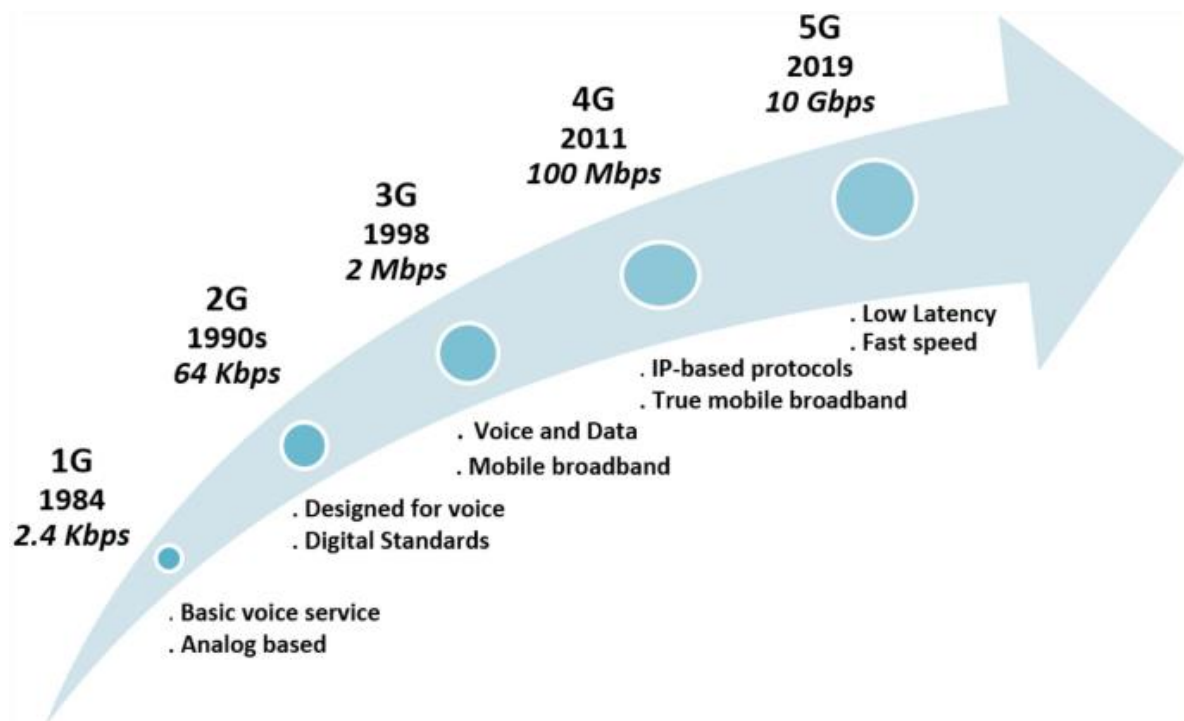 1G
1984
2.4 Kbps
. Basic voice service
. Analog based
2G
1990s
64 Kbps
. Designed for voice
. Digital Standards
3G
1998
2 Mbps
. Voice and Data
. Mobile broadband
4G
2011
100 Mbps
. IP-based protocols
. True mobile broadband
5G
2019
10 Gbps
. Low Latency
. Fast speed